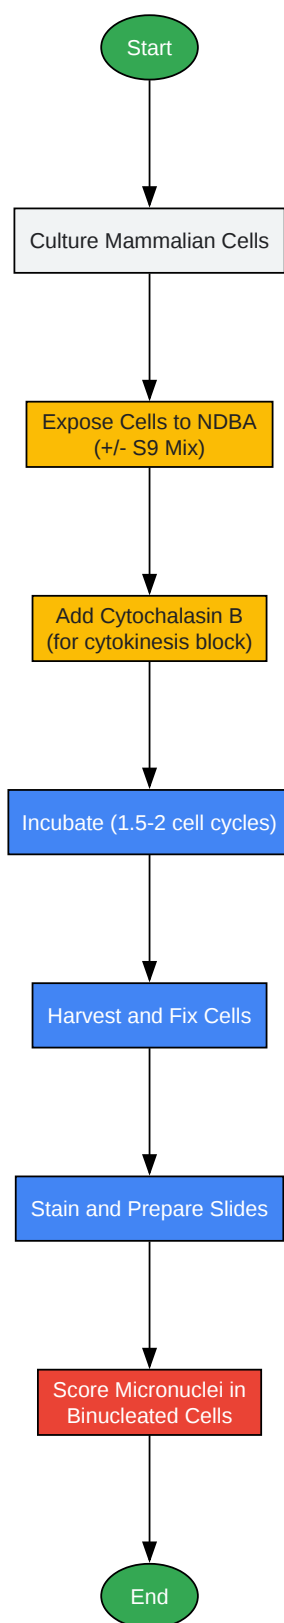 Start
Culture Mammalian Cells
Expose Cells to NDBA
(+/- S9 Mix)
Add Cytochalasin B
(for cytokinesis block)
Incubate (1.5-2 cell cycles)
Harvest and Fix Cells
Stain and Prepare Slides
Score Micronuclei in
Binucleated Cells
End